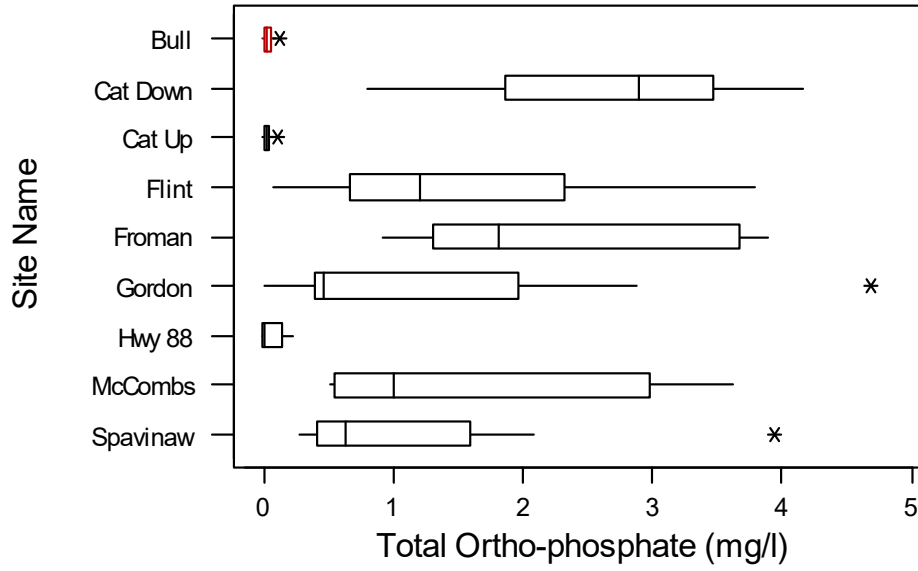 Site Name
Bull
Cat Down
Cat Up
Flint
Froman
Gordon
Hwy 88
McCombs
Spavinaw
0 1 2 3 4 5
Total Ortho-phosphate (mg/l)